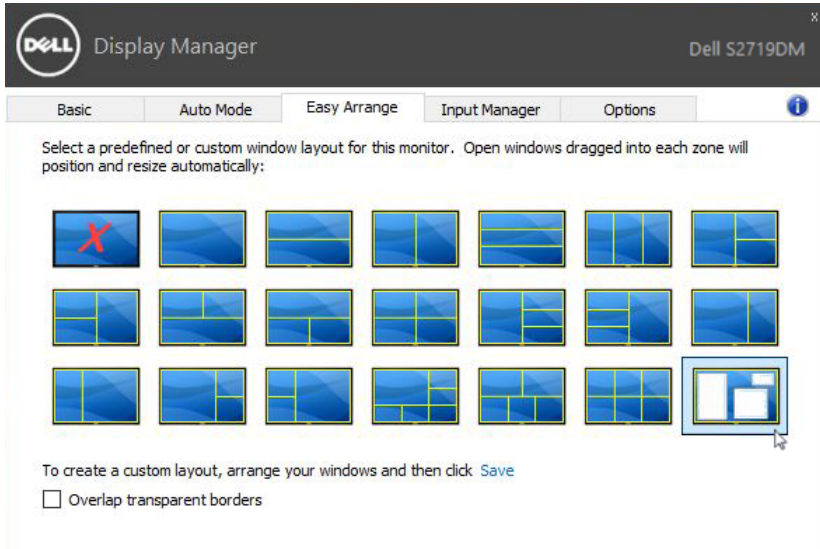 x
DELL
Display Manager
Dell S2719DM
Basic
Auto Mode
Easy Arrange
Input Manager
Options
i
Select a predefined or custom window layout for this monitor. Open windows dragged into each zone will
position and resize automatically:
X
To create a custom layout, arrange your windows and then click Save
Overlap transparent borders